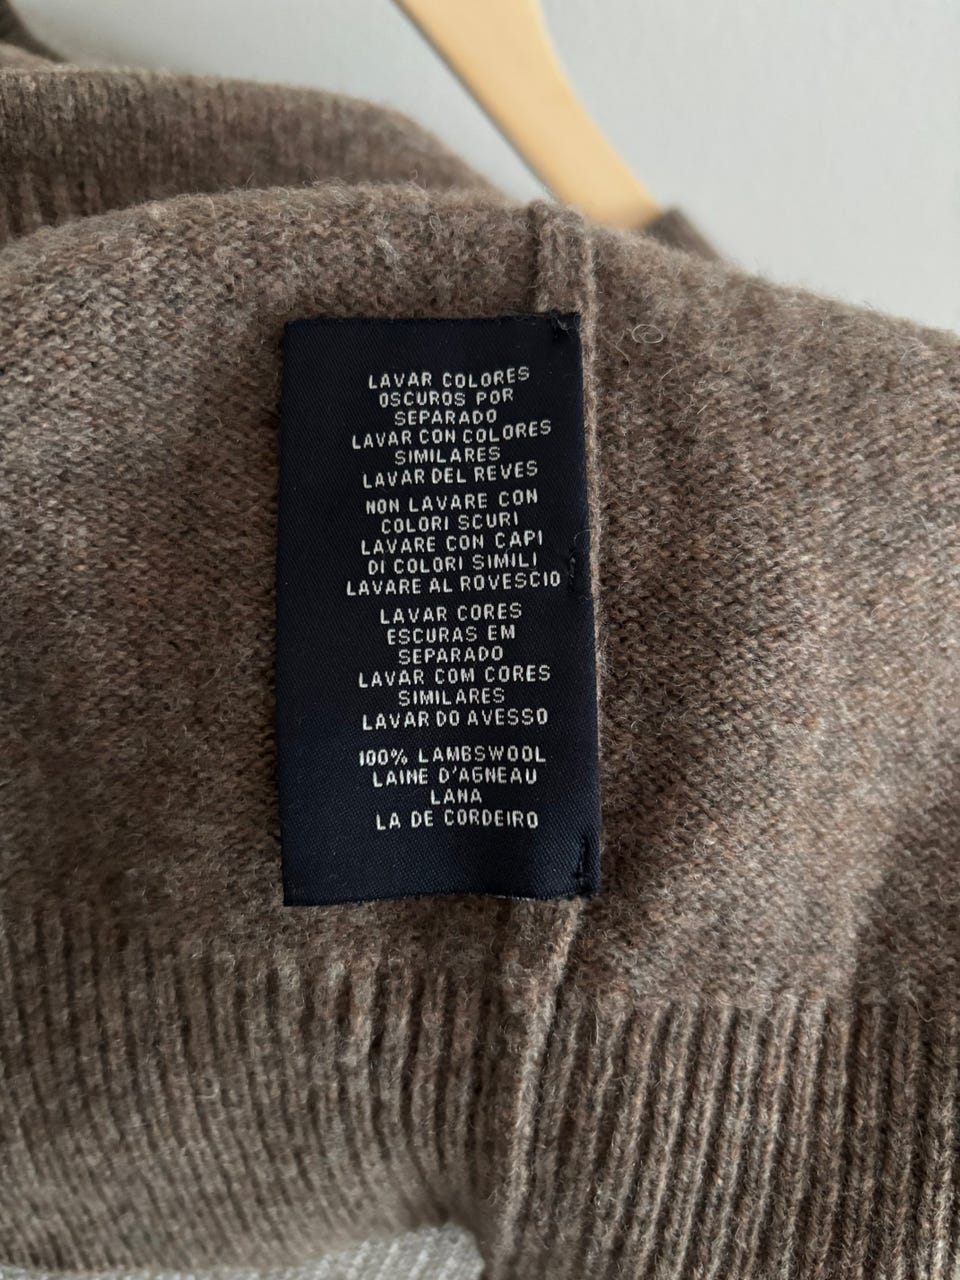 LAVAR COLORES
OSCUROS POR
SEPARADO
LAVAR CON COLORES
SIMILARES
LAVAR DEL REVES
NON LAVARE CON
COLORI SCURI
LAVARE CON CAPI
DI COLORI SIMILI
LAVARE AL ROVESCIO
LAVAR CORES
ESCURAS EM
SEPARADO
LAVAR COM CORES
SIMILARES
LAVAR DO AVESSO
100% LAMBSWOOL
LAINE D'AGNEAU
LANA
LA DE CORDEIRO